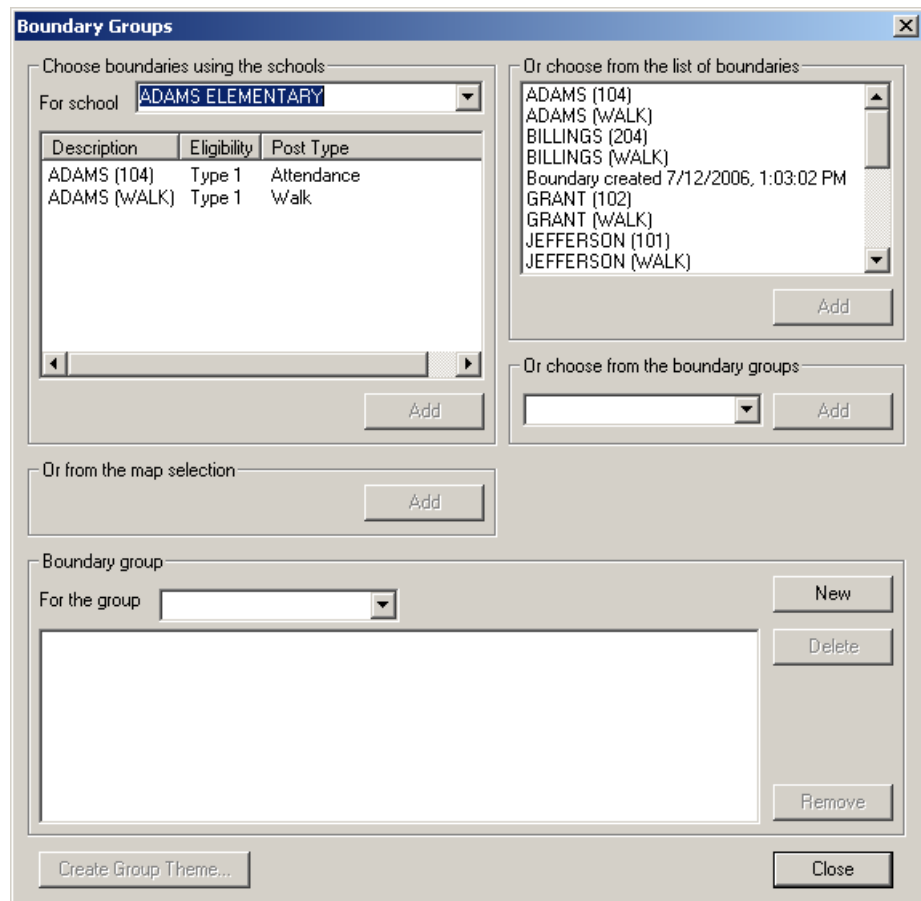 Boundary Groups
Choose boundaries using the schools
For school ADAMS ELEMENTARY
Description Eligibility Post Type
ADAMS (104) Type 1 Attendance
ADAMS (WALK) Type 1 Walk
Add
Or choose from the list of boundaries
ADAMS (104)
ADAMS (WALK)
BILLINGS (204)
BILLINGS (WALK)
Boundary created 7/12/2006, 1:03:02 PM
GRANT (102)
GRANT (WALK)
JEFFERSON (101)
JEFFERSON (WALK)
Add
Or choose from the boundary groups
Add
Or from the map selection
Add
Boundary group
For the group
New
Delete
Remove
Create Group Theme...
Close